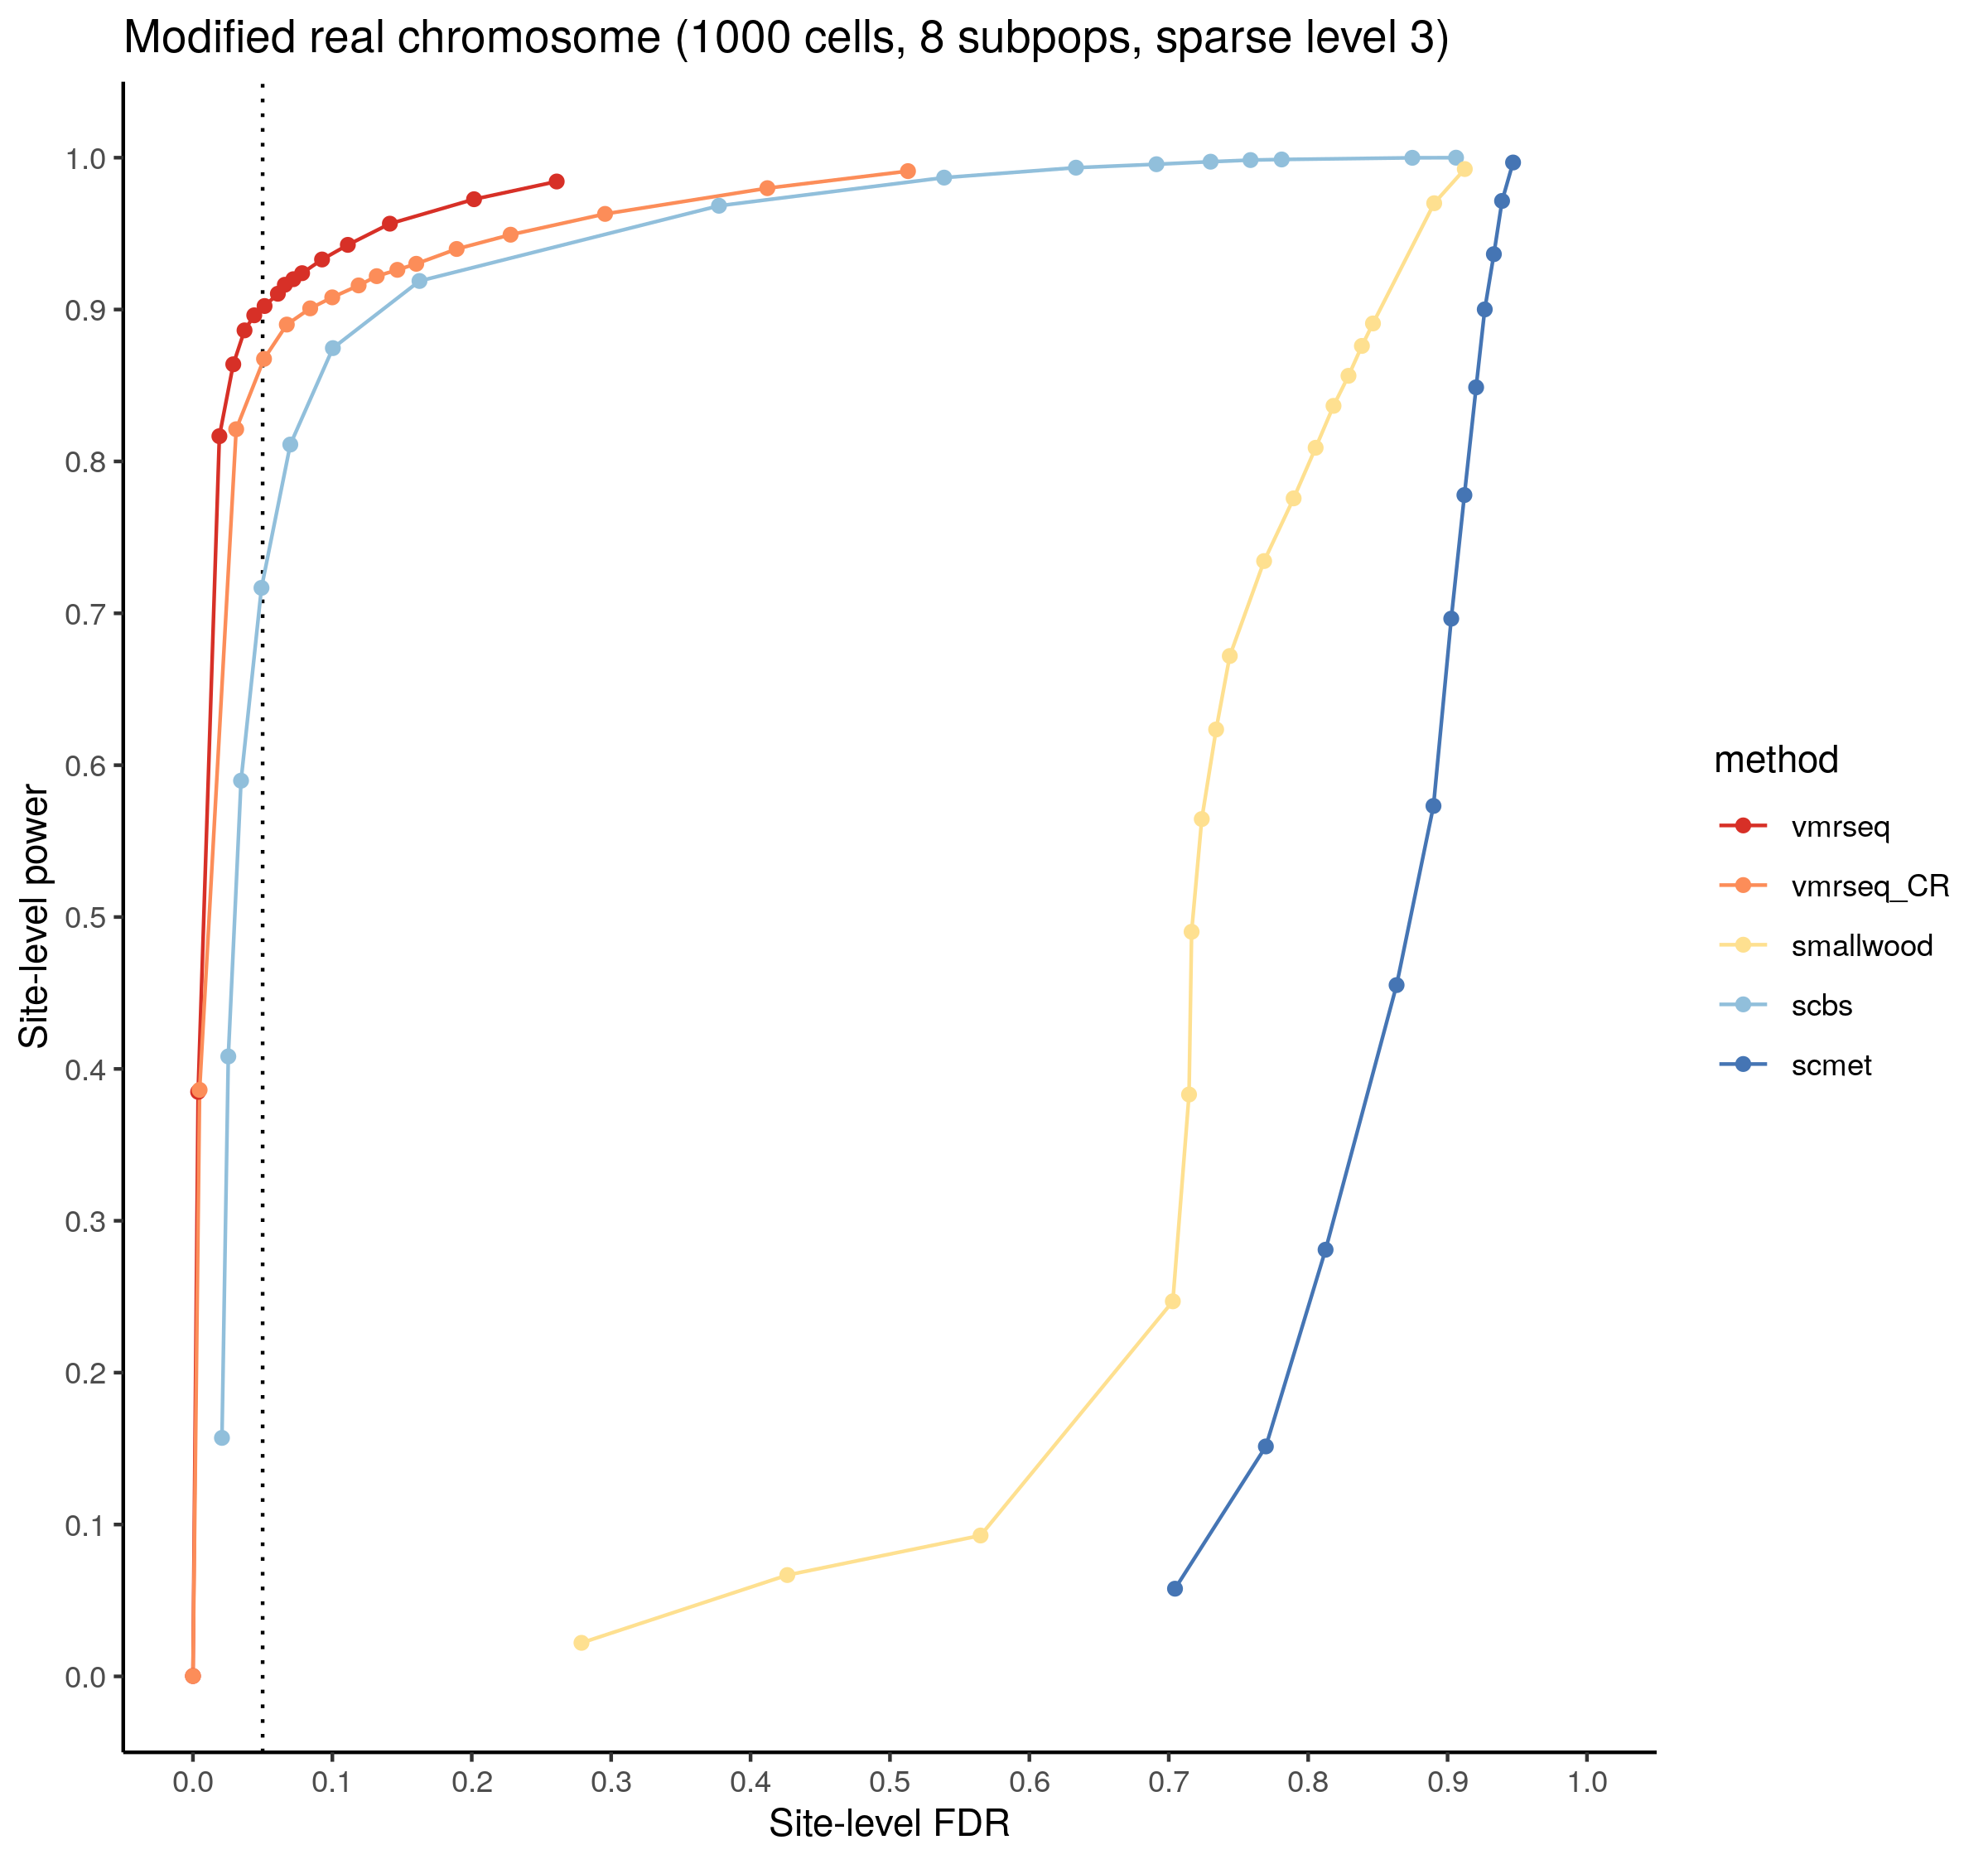 Modified real chromosome (1000 cells, 8 subpops, sparse level 3)
Site-level power
1.0
0.9
0.8
0.7
0.6
0.5
0.4
0.3
0.2
0.1
0.0
0.0 0.1 0.2 0.3 0.4 0.5 0.6 0.7 0.8 0.9 1.0
Site-level FDR
method
vmrseq
vmrseq_CR
smallwood
scbs
scmet